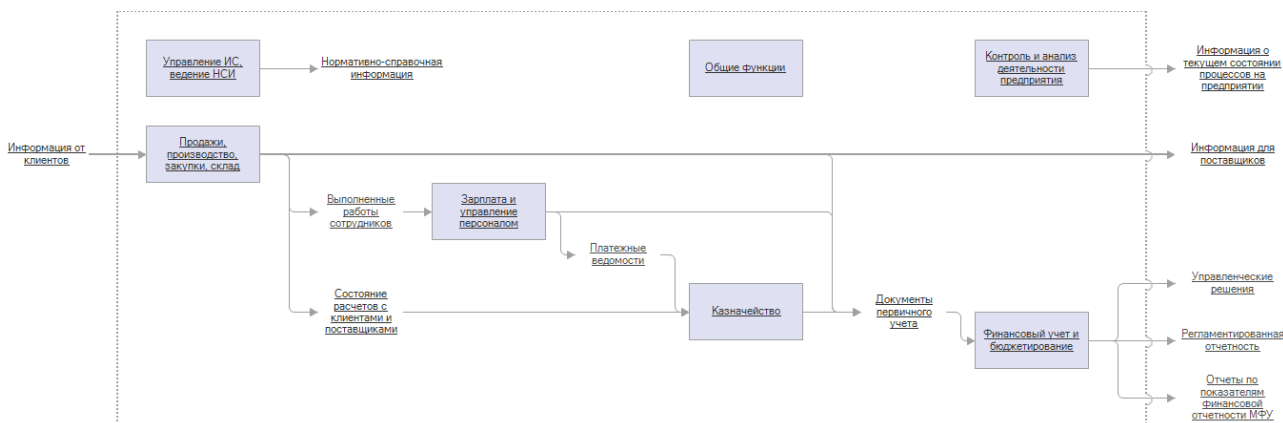 Управление ИС,
ведение НСИ
Нормативно-справочная
информация
Общие функции
Контроль и анализ
деятельности
предприятия
Информация о
текущем состоянии
процессов на
предприятии
Информация от
клиентов
Продажи,
производство,
закупки, склад
Информация для
поставщиков
Выполненные
работы
сотрудников
Зарплата и
управление
персоналом
Платежные
ведомости
Состояние
расчетов с
клиентами и
поставщиками
Казначейство
Документы
первичного
учета
Финансовый учет и
бюджетирование
Управленческие
решения
Регламентированная
отчетность
Отчеты по
показателям
финансовой
отчетности МФУ